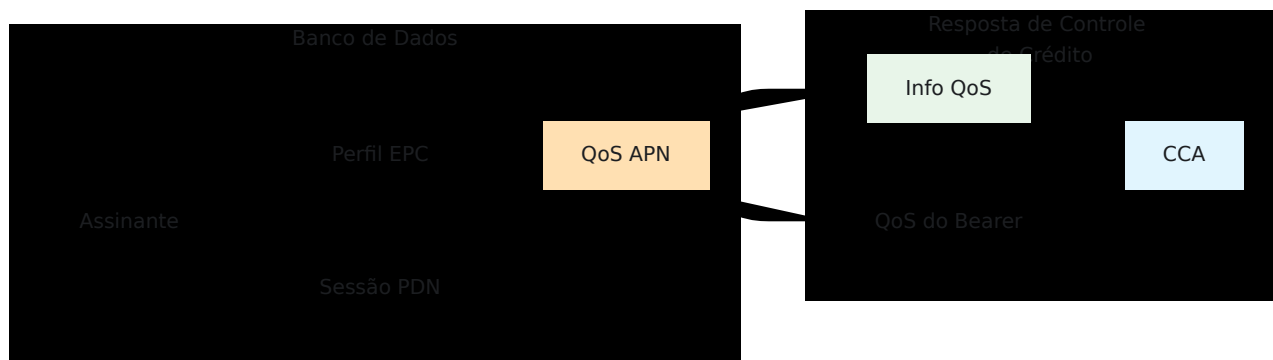 Banco de Dados
Perfil EPC
QoS APN
Assinante
Sessão PDN
Resposta de Controle
de Crédito
Info QoS
CCA
QoS do Bearer